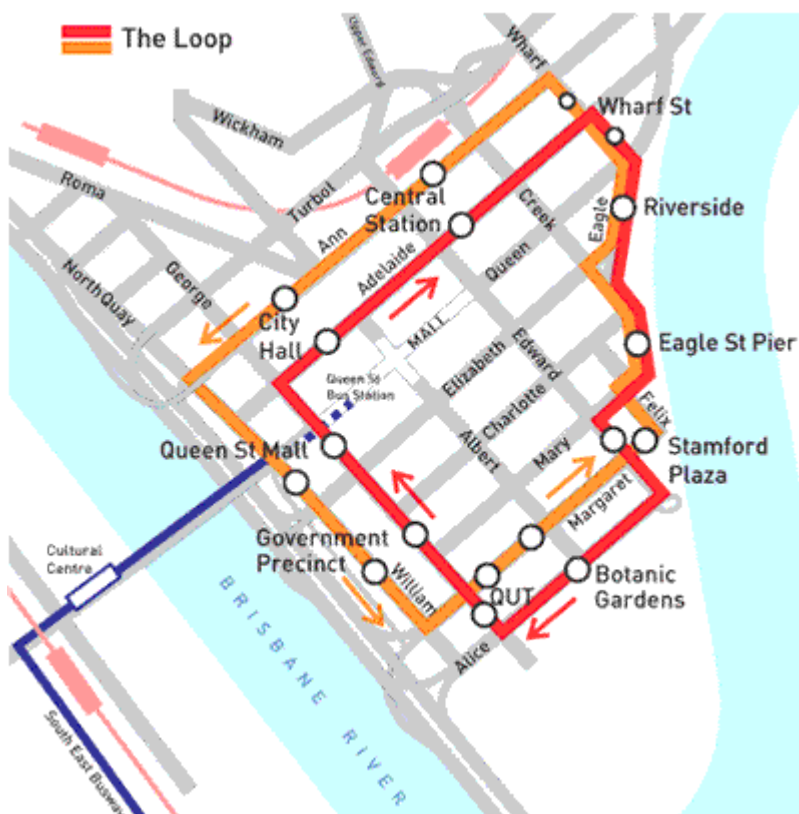 The Loop
Upper Edward
Wharf
Wharf St
Wickham
Roma
Turbot
Central
Station
Creek
Riverside
Eagle
Ann
Adelaide
Queen
North Quay
George
City
Hall
MALL
Eagle St Pier
Elizabeth
Edward
Queen St
Bus Station
Charlotte
Felix
Queen St Mall
Albert
Mary
Stamford
Plaza
Margaret
Government
Precinct
Cultural
Centre
William
QUT
Botanic
Gardens
Alice
BRISBANE RIVER
South East Busway